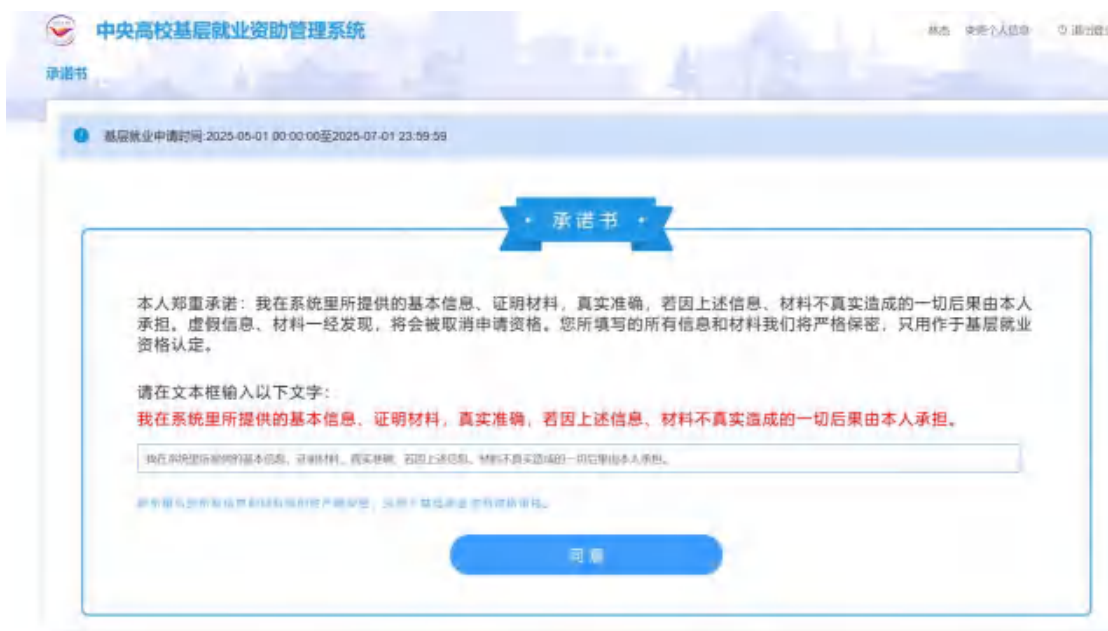 中央高校基层就业资助管理系统
承诺书
基层就业申请时间:2025-05-01 00:00:00至2025-07-01 23:59:59
承诺书
本人郑重承诺：我在系统里所提供的基本信息、证明材料，真实准确，若因上述信息、材料不真实造成的一切后果由本人
承担。虚假信息、材料一经发现，将会被取消申请资格。您所填写的所有信息和材料我们将严格保密，只用作于基层就业
资格认定。
请在文本框输入以下文字：
我在系统里所提供的基本信息、证明材料，真实准确，若因上述信息、材料不真实造成的一切后果由本人承担。
我在系统里所提供的基本信息、证明材料，真实准确，若因上述信息、材料不真实造成的一切后果由本人承担。
同意